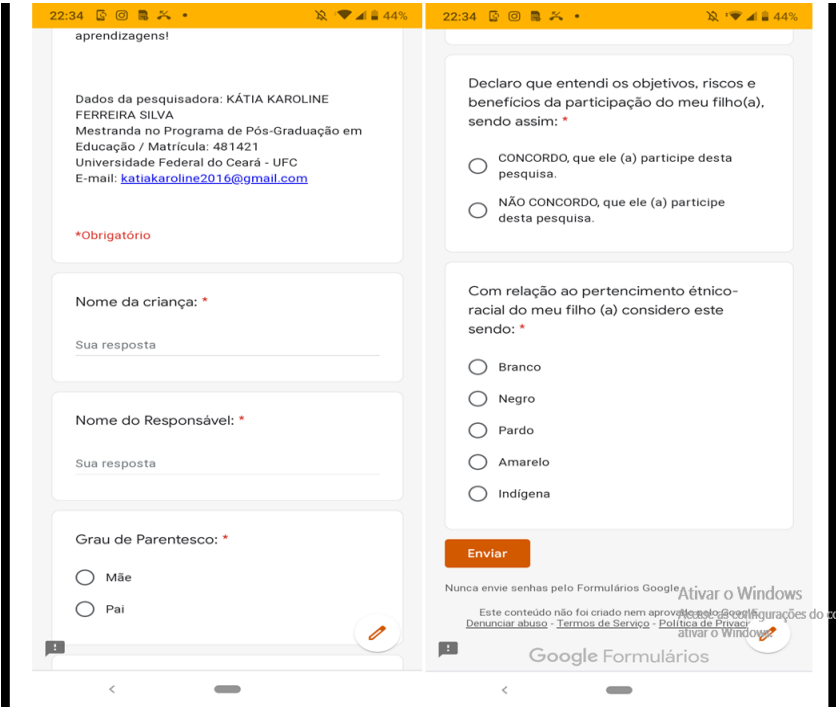 22:34
44%
aprendizagens!
Dados da pesquisadora: KÁTIA KAROLINE
FERREIRA SILVA
Mestranda no Programa de Pós-Graduação em
Educação / Matrícula: 481421
Universidade Federal do Ceará - UFC
E-mail: katiakaroline2016@gmail.com
*Obrigatório
Nome da criança: *
Sua resposta
Nome do Responsável: *
Sua resposta
Grau de Parentesco: *
Mãe
Pai
22:34
44%
Declaro que entendi os objetivos, riscos e
benefícios da participação do meu filho(a),
sendo assim: *
CONCORDO, que ele (a) participe desta
pesquisa.
NÃO CONCORDO, que ele (a) participe
desta pesquisa.
Com relação ao pertencimento étnico-
racial do meu filho (a) considero este
sendo: *
Branco
Negro
Pardo
Amarelo
Indígena
Enviar
Nunca envie senhas pelo Formulários Google.
Este conteúdo não foi criado nem aprovado pelo Google.
Denunciar abuso - Termos de Serviço - Política de Privaci
Google Formulários
Ativar o Windows
Acesse as configurações do co
ativar o Windows.